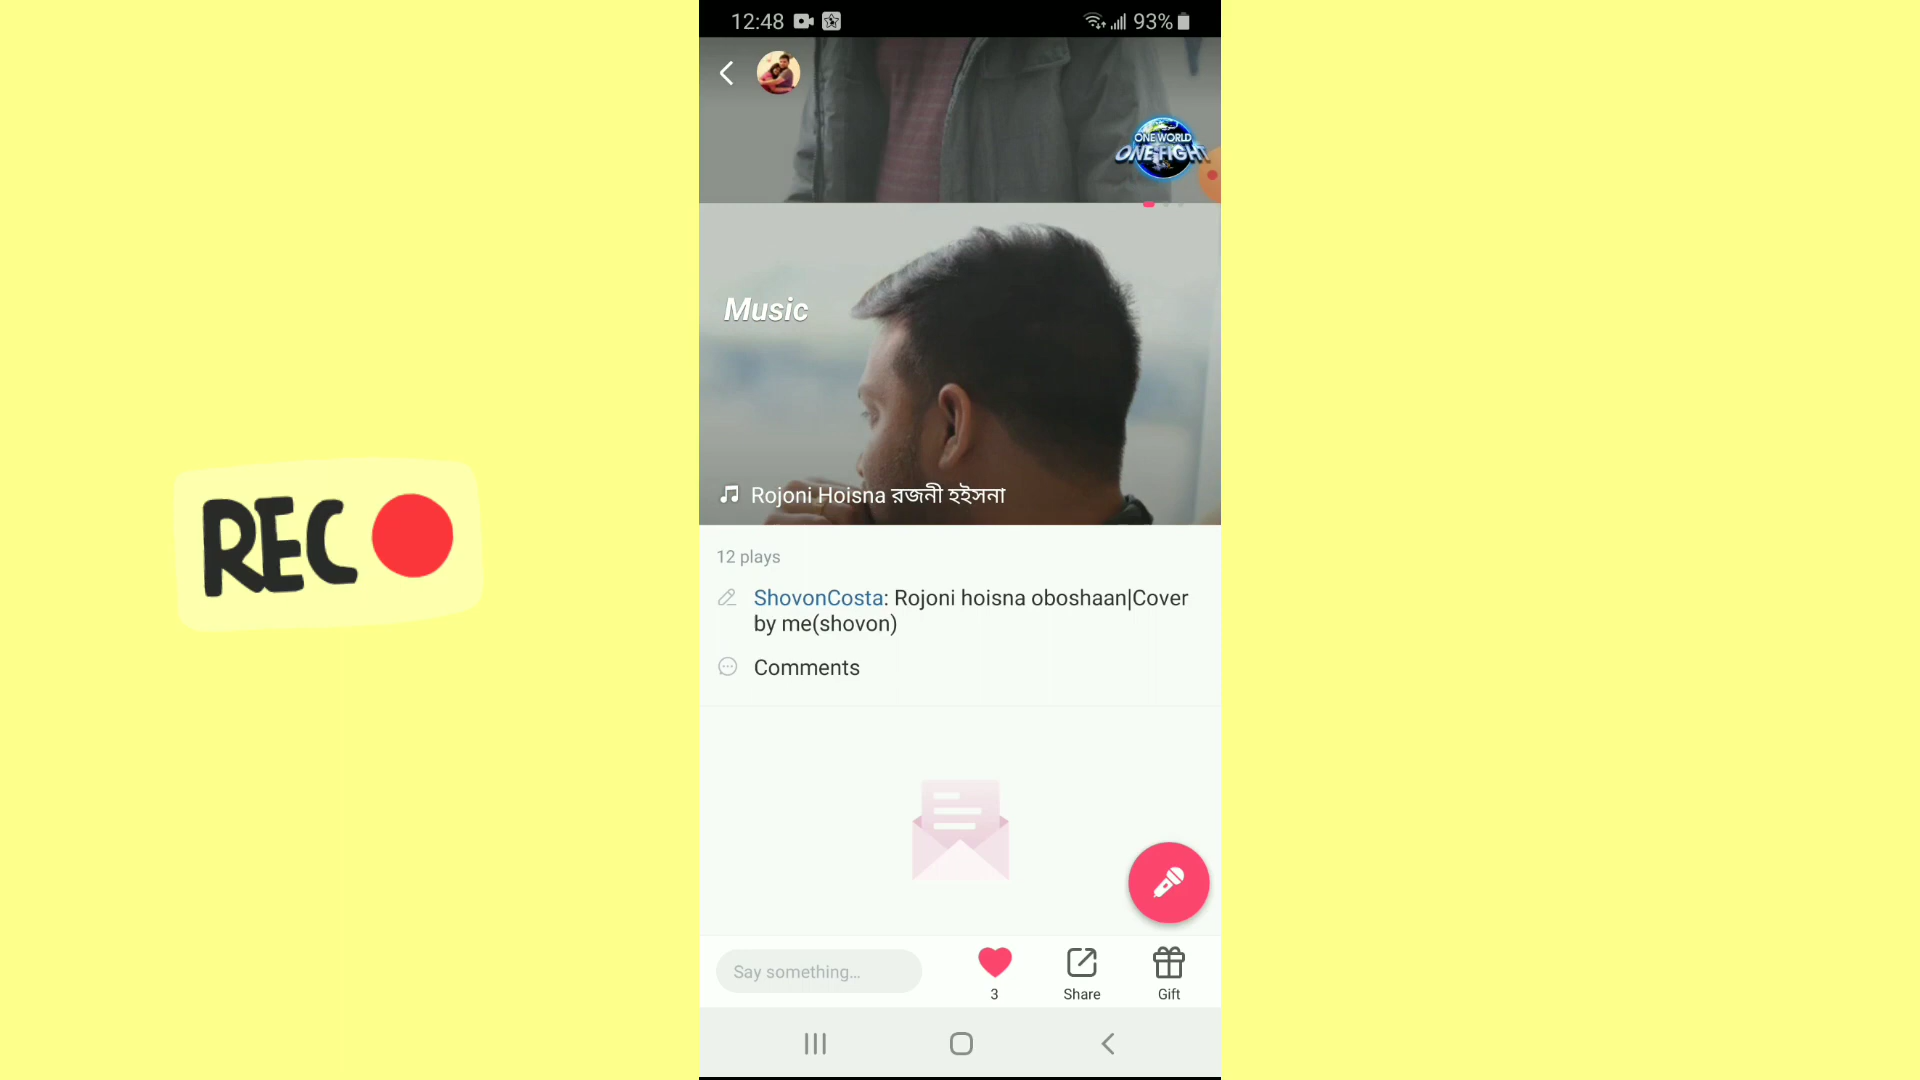 12:48
93%
ONE WORLD
ONE FIGHT
Music
Rojoni Hoisna রজনী হইসনা
12 plays
ShovonCosta: Rojoni hoisna oboshaan|Cover
by me(shovon)
Comments
REC
Say something...
3
Share
Gift